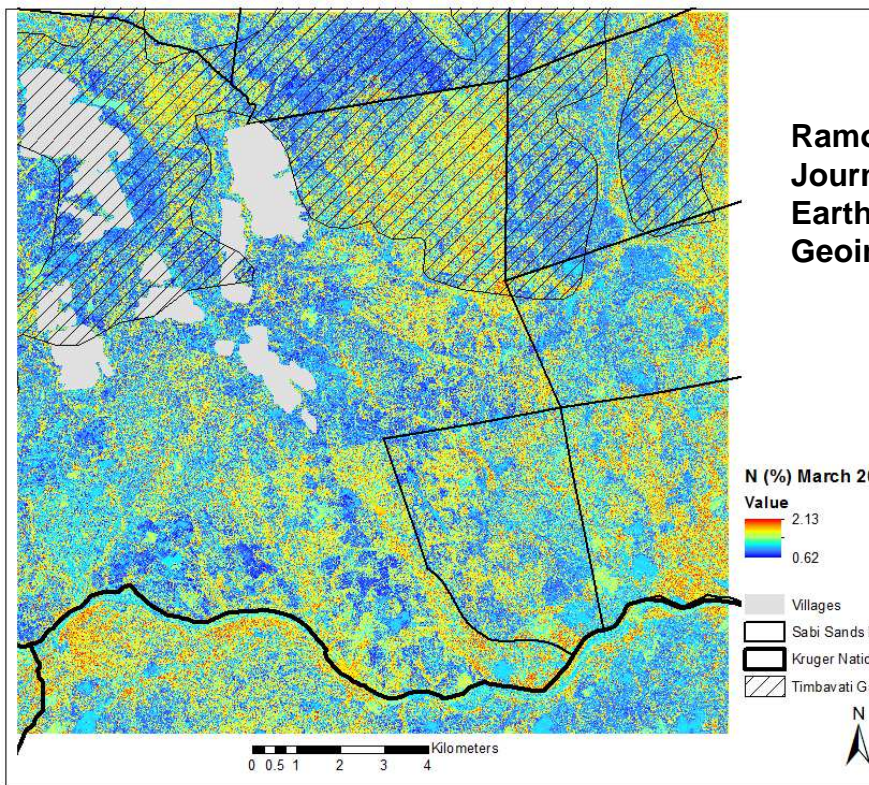 Ramo
Journ
Earth
Geoin
N (%) March 20
Value
2.13
0.62
Villages
Sabi Sands
Kruger Natio
Timbavati G
N
Kilometers
0 0.5 1 2 3 4